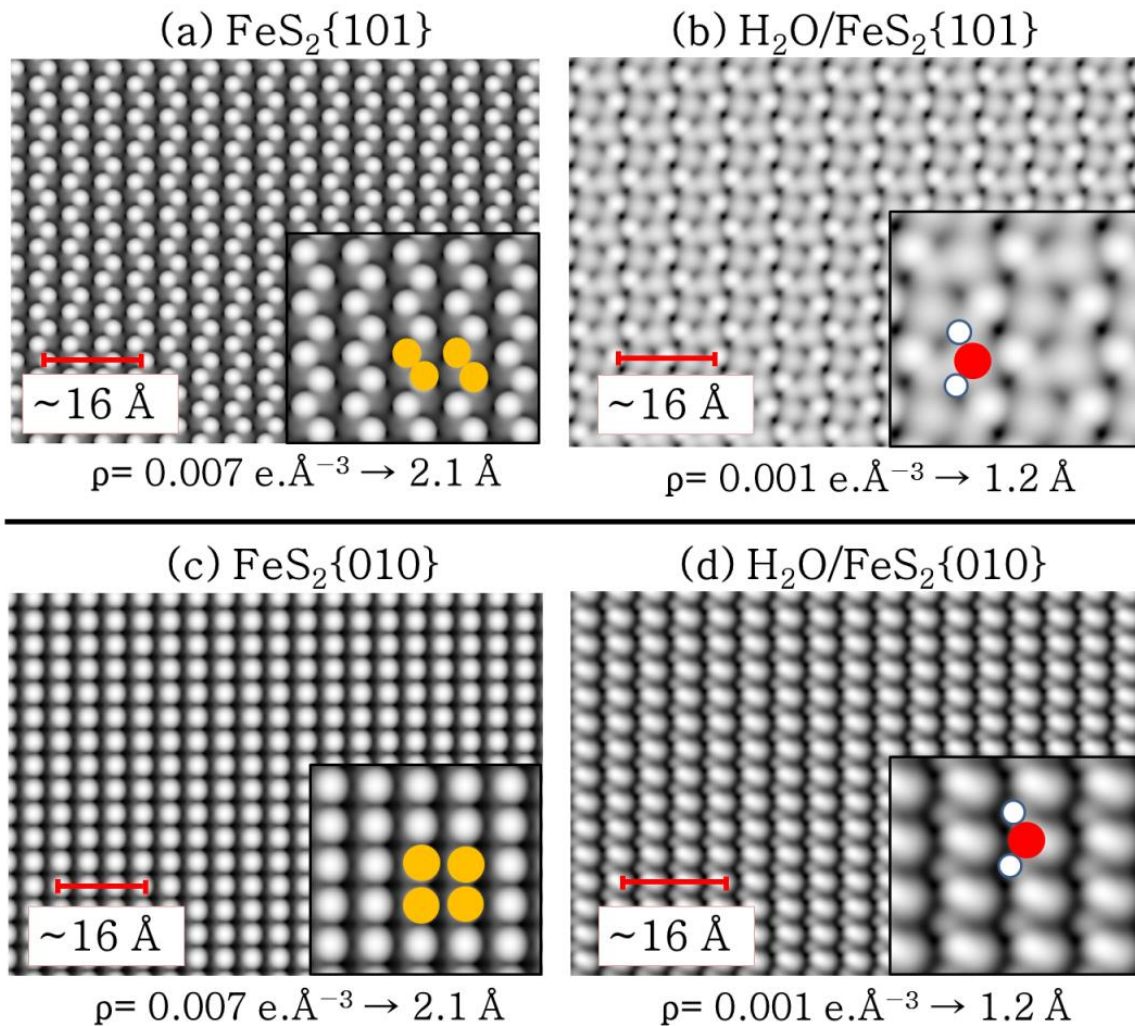 (a) FeS₂{101}
(b) H₂O/FeS₂{101}
~16 Å
~16 Å
ρ= 0.007 e.Å⁻³ → 2.1 Å
ρ= 0.001 e.Å⁻³ → 1.2 Å
(c) FeS₂{010}
(d) H₂O/FeS₂{010}
~16 Å
~16 Å
ρ= 0.007 e.Å⁻³ → 2.1 Å
ρ= 0.001 e.Å⁻³ → 1.2 Å